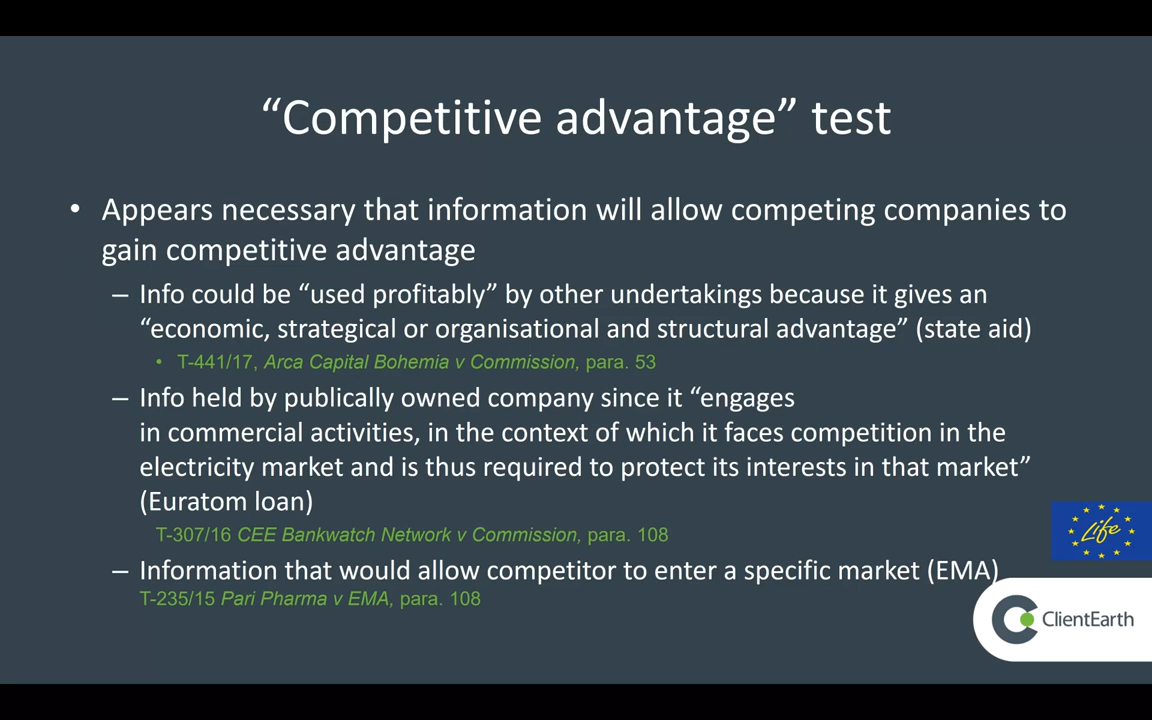 “Competitive advantage” test
• Appears necessary that information will allow competing companies to
gain competitive advantage
– Info could be “used profitably” by other undertakings because it gives an
“economic, strategical or organisational and structural advantage” (state aid)
• T-441/17, Arca Capital Bohemia v Commission, para. 53
– Info held by publically owned company since it “engages
in commercial activities, in the context of which it faces competition in the
electricity market and is thus required to protect its interests in that market”
(Euratom loan)
T-307/16 CEE Bankwatch Network v Commission, para. 108
– Information that would allow competitor to enter a specific market (EMA)
T-235/15 Pari Pharma v EMA, para. 108
Life
ClientEarth